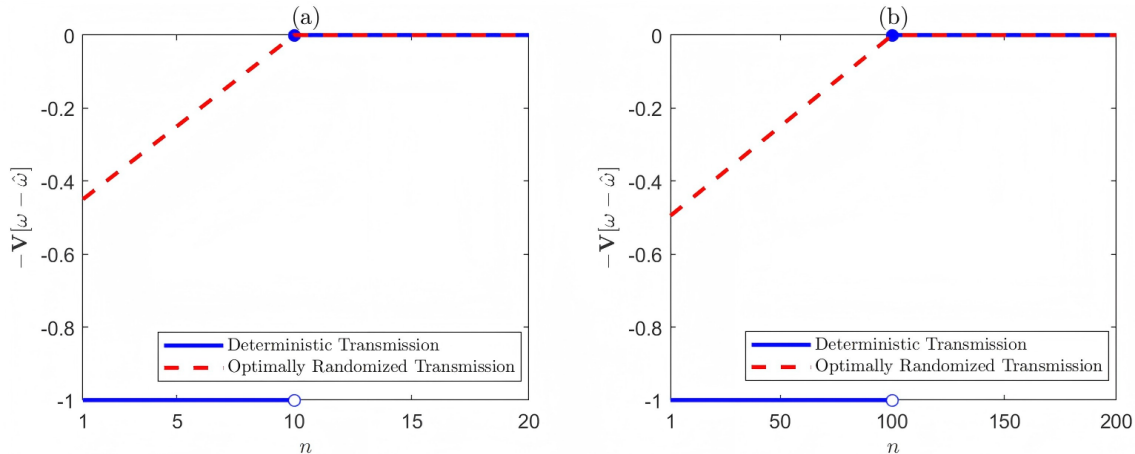 (a)
0
-0.2
-0.4
-0.6
-0.8
-1
− V[ω − ω̂]
Deterministic Transmission
Optimally Randomized Transmission
1 5 10 15 20
n
(b)
0
-0.2
-0.4
-0.6
-0.8
-1
− V[ω − ω̂]
Deterministic Transmission
Optimally Randomized Transmission
1 50 100 150 200
n